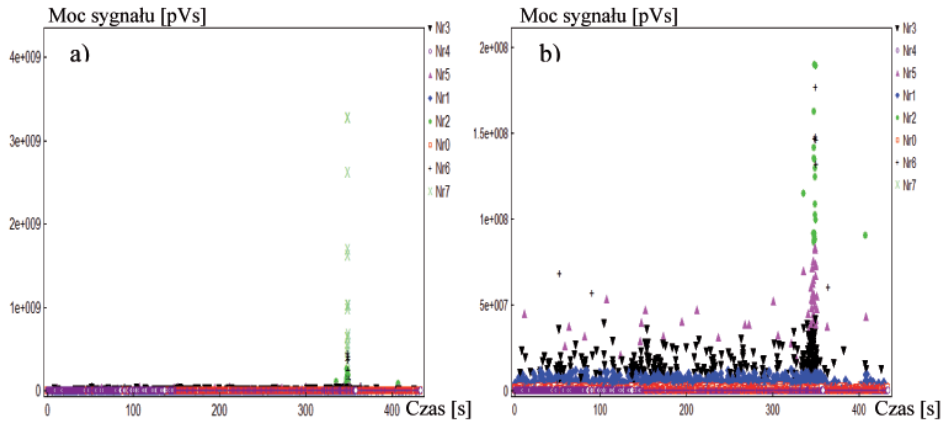 Moc sygnału [pVs]
a)
4e+009
3e+009
2e+009
1e+009
0
0
100
200
300
400
Czas [s]
Nr3
Nr4
Nr5
Nr1
Nr2
Nr0
Nr6
Nr7
Moc sygnału [pVs]
b)
2e+008
1.5e+008
1e+008
5e+007
0
0
100
200
300
400
Czas [s]
Nr3
Nr4
Nr5
Nr1
Nr2
Nr0
Nr6
Nr7